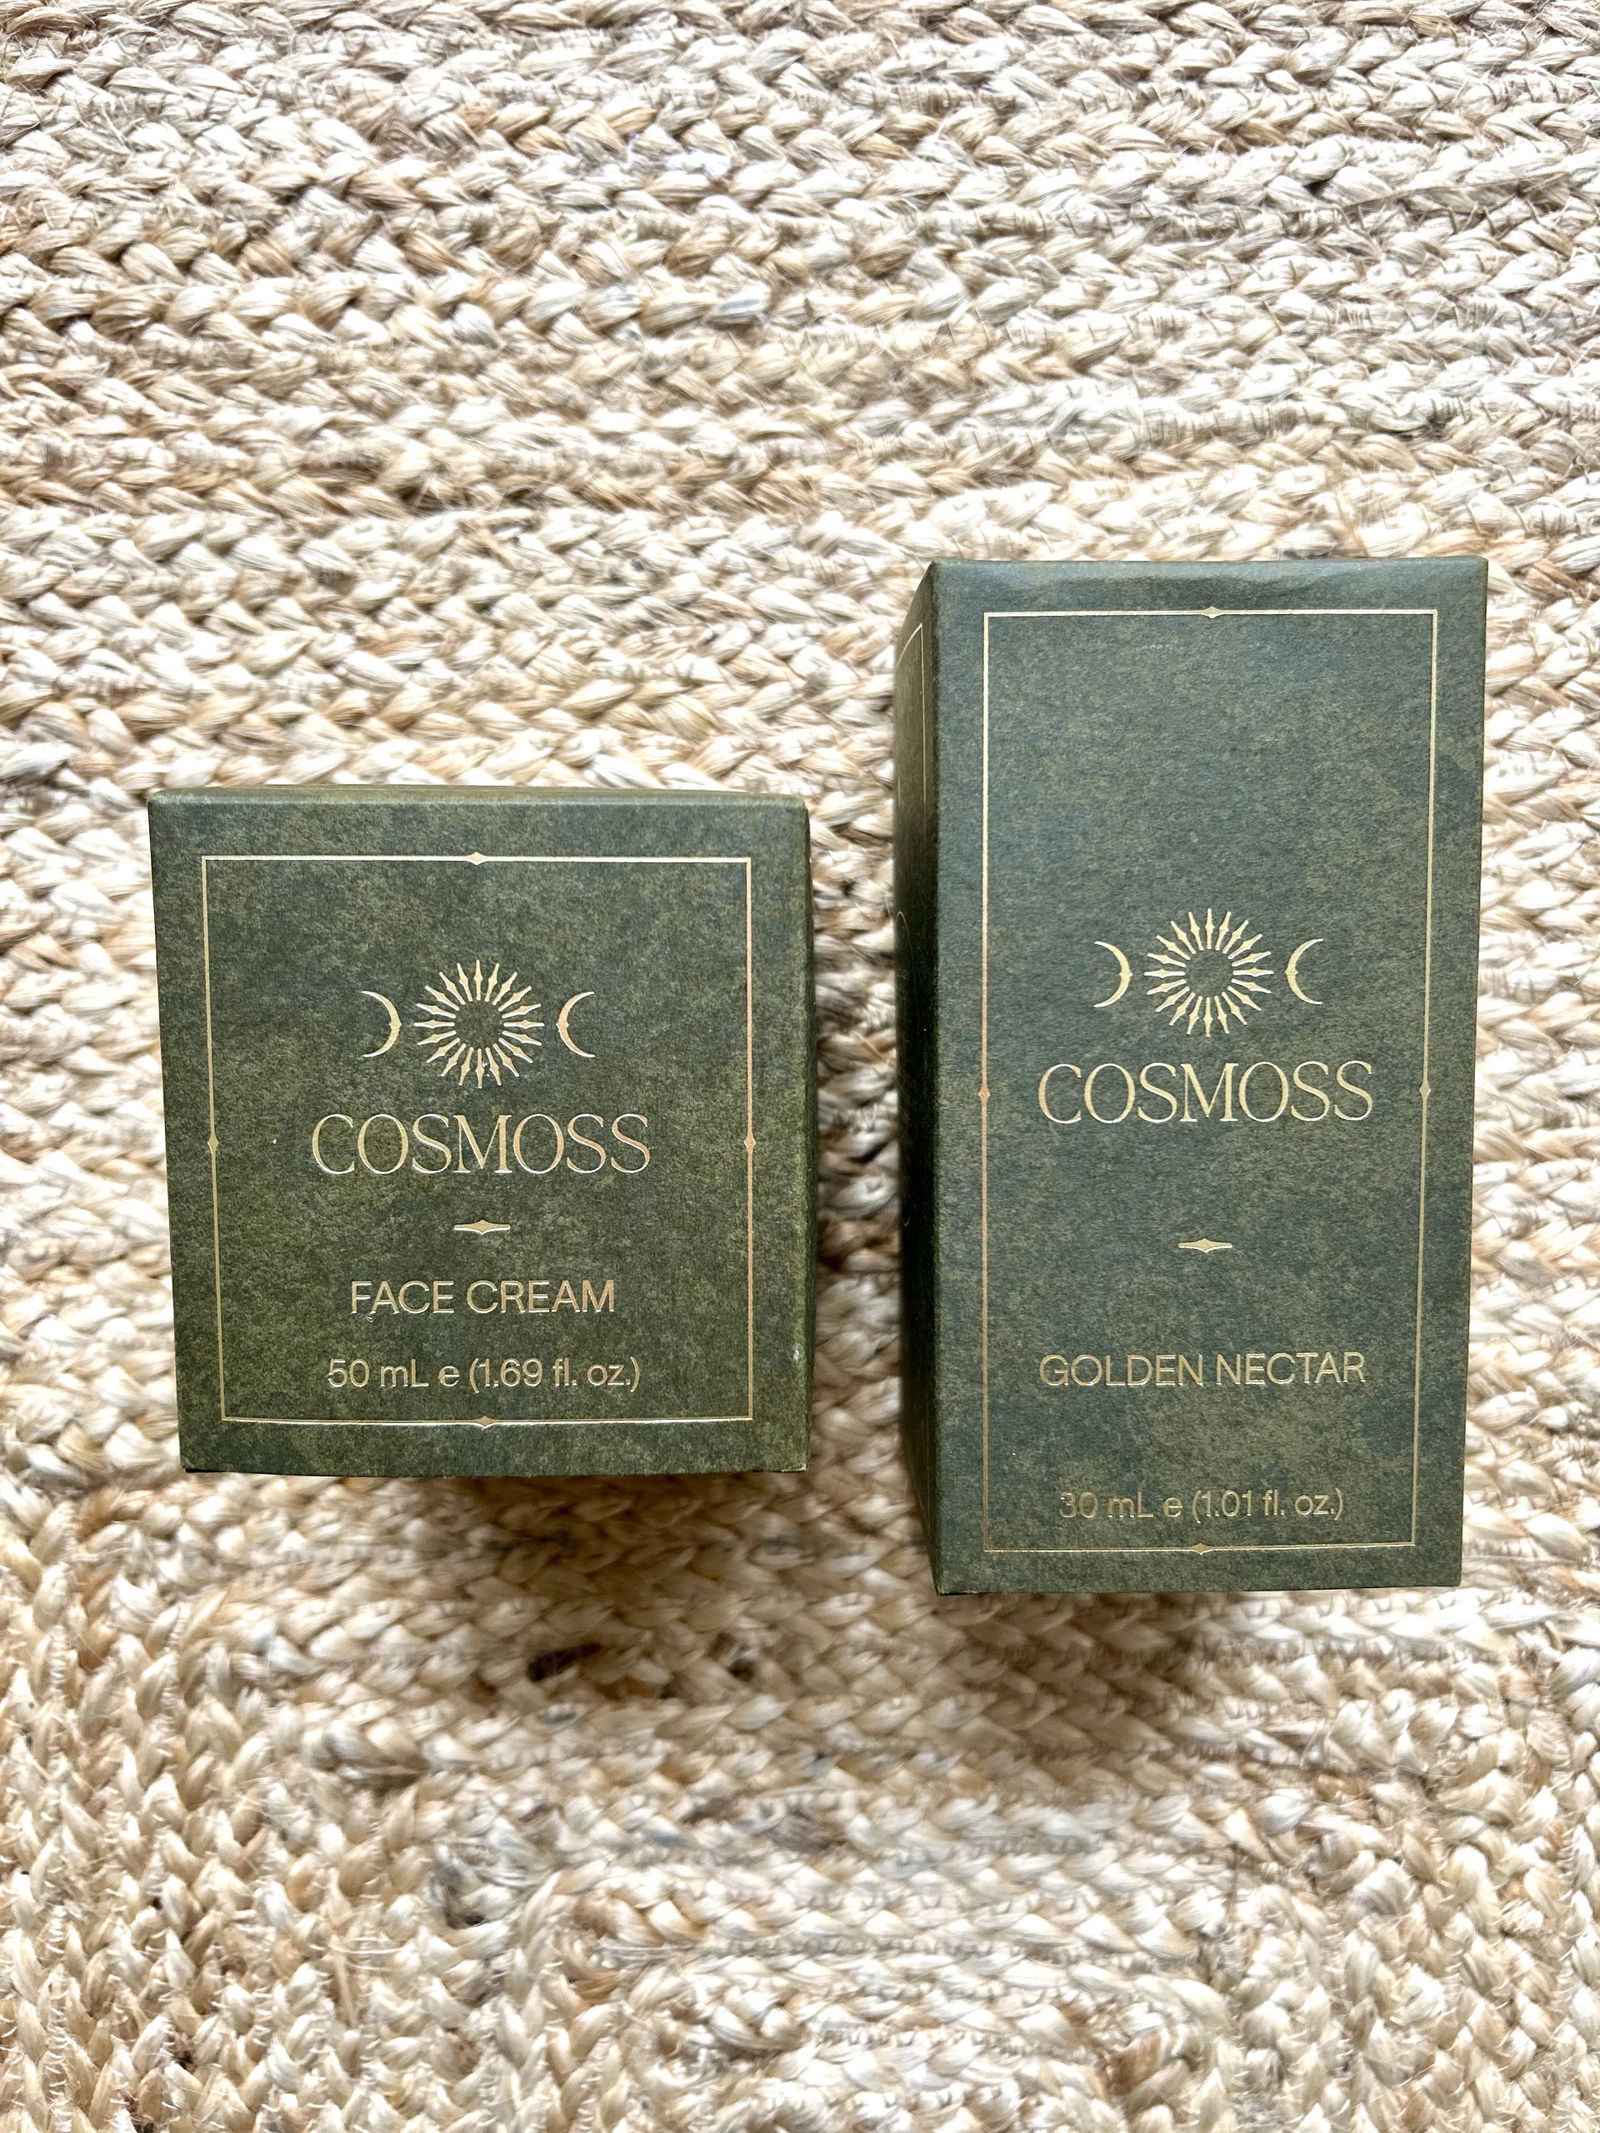 COSMOSS
FACE CREAM
50 mL e (1.69 fl. oz.)
COSMOSS
GOLDEN NECTAR
30 mL e (1.01 fl. oz.)